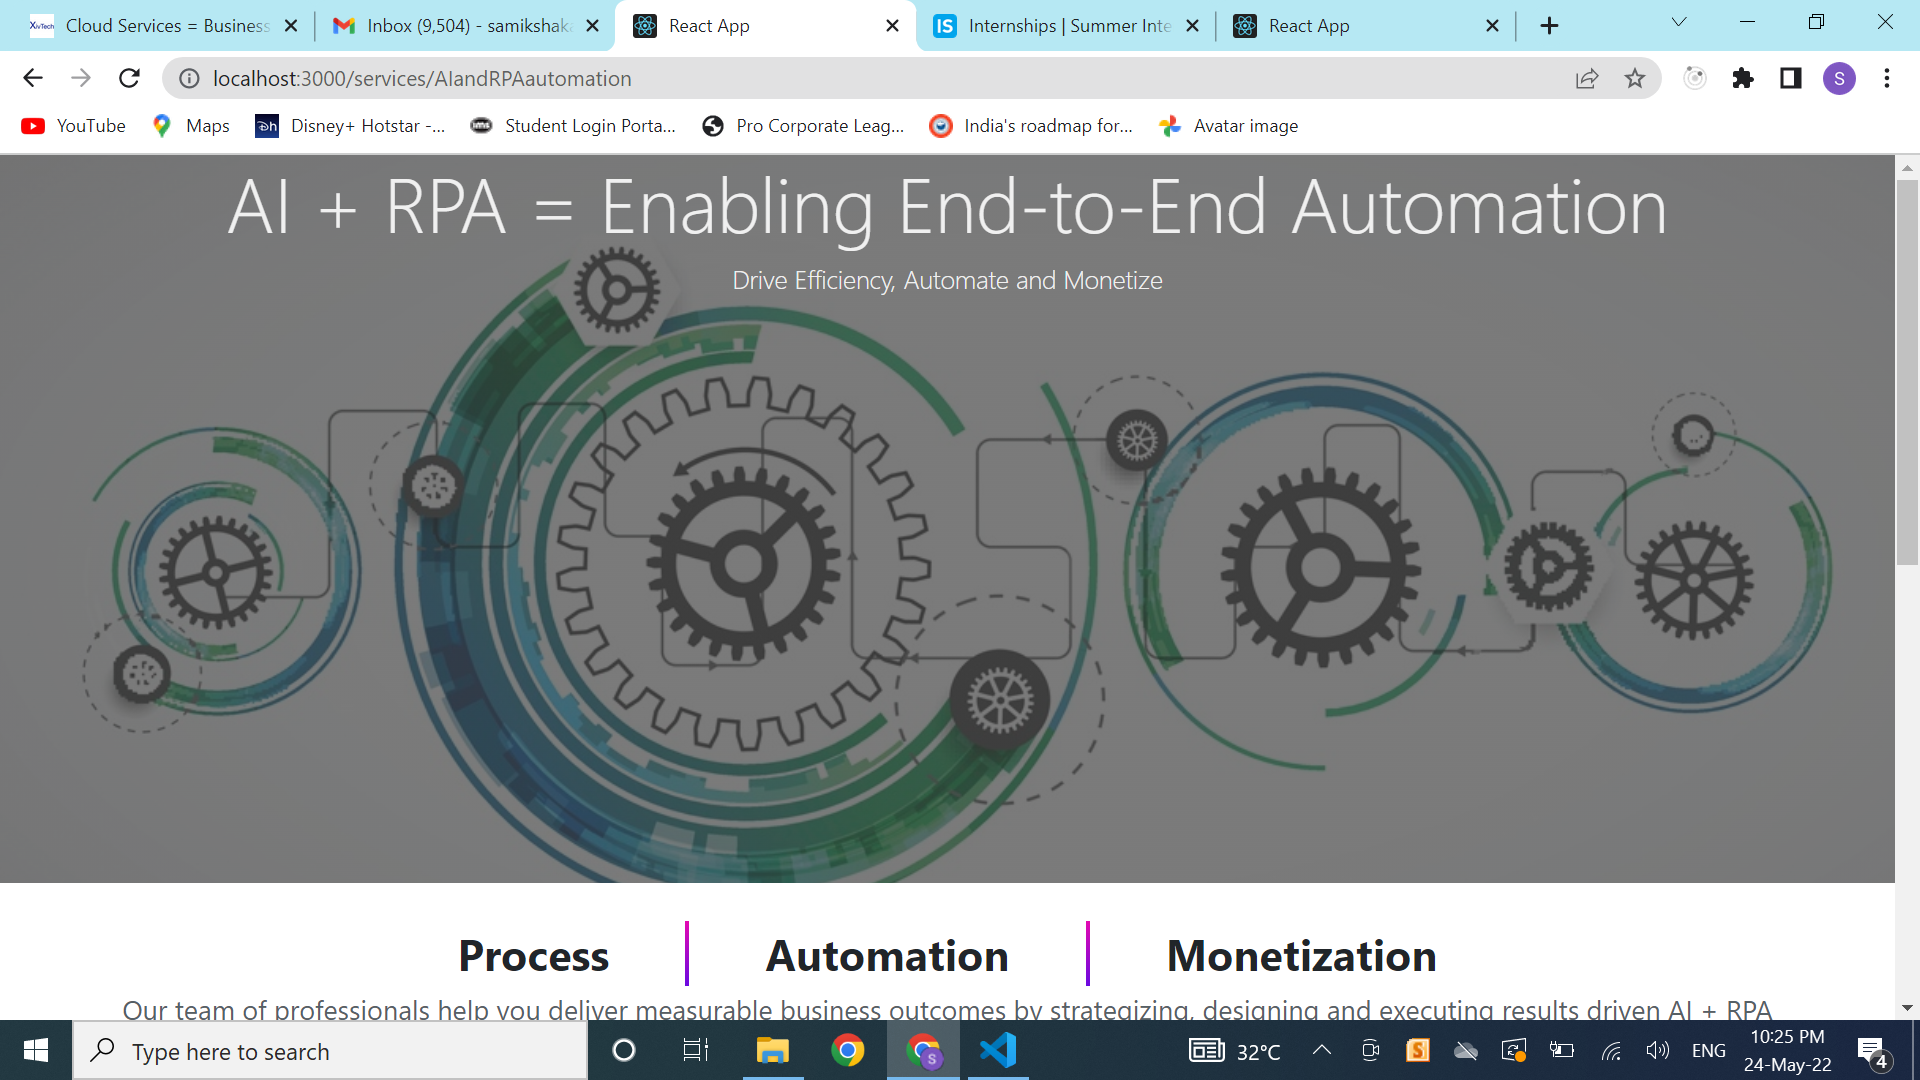 XivTech Cloud Services = Business
Inbox (9,504) - samikshaka
React App
IS Internships | Summer Inte
React App
localhost:3000/services/AIandRPAautomation
S
YouTube
Maps
Disney+ Hotstar -...
Student Login Porta...
Pro Corporate Leag...
India's roadmap for...
Avatar image
AI + RPA = Enabling End-to-End Automation
Drive Efficiency, Automate and Monetize
Process
Automation
Monetization
Our team of professionals help you deliver measurable business outcomes by strategizing, designing and executing results driven AI + RPA
Type here to search
S
32°C
S
ENG
10:25 PM
24-May-22
4